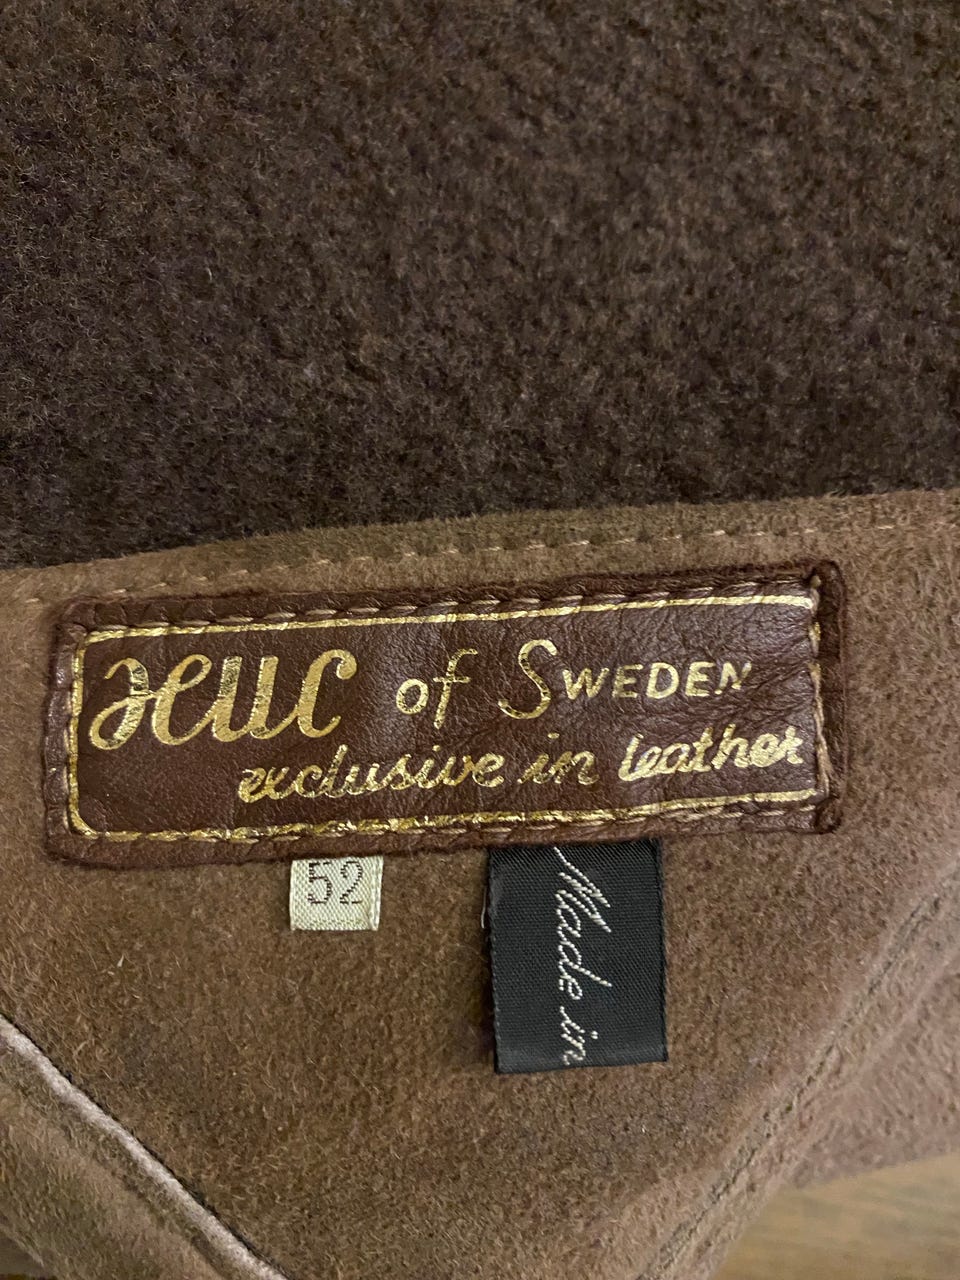 of SWEDEN
exclusive in leather
52
Made in